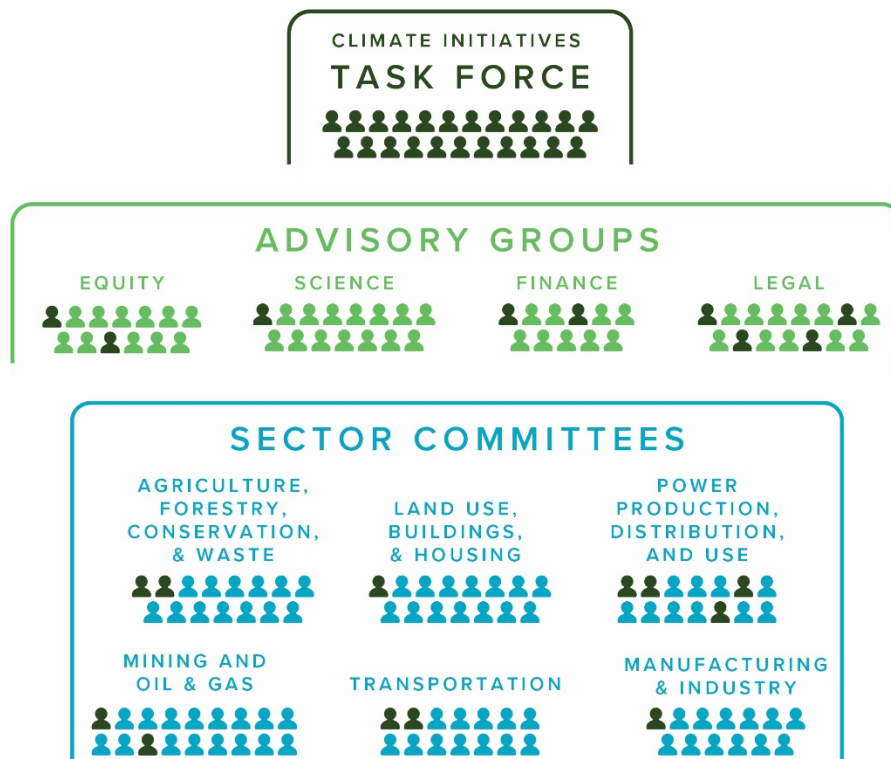 CLIMATE INITIATIVES
TASK FORCE
ADVISORY GROUPS
EQUITY
SCIENCE
FINANCE
LEGAL
SECTOR COMMITTEES
AGRICULTURE,
FORESTRY,
CONSERVATION,
& WASTE
LAND USE,
BUILDINGS,
& HOUSING
POWER
PRODUCTION,
DISTRIBUTION,
AND USE
MINING AND
OIL & GAS
TRANSPORTATION
MANUFACTURING
& INDUSTRY